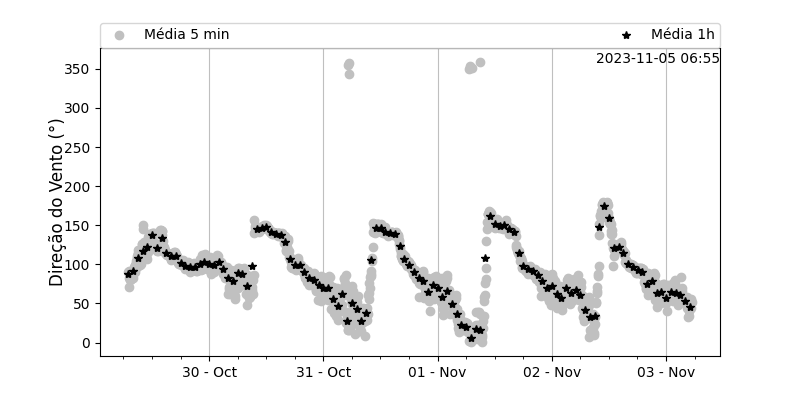 Média 5 min
Média 1h
2023-11-05 06:55
Direção do Vento (°)
350
300
250
200
150
100
50
0
30 - Oct
31 - Oct
01 - Nov
02 - Nov
03 - Nov